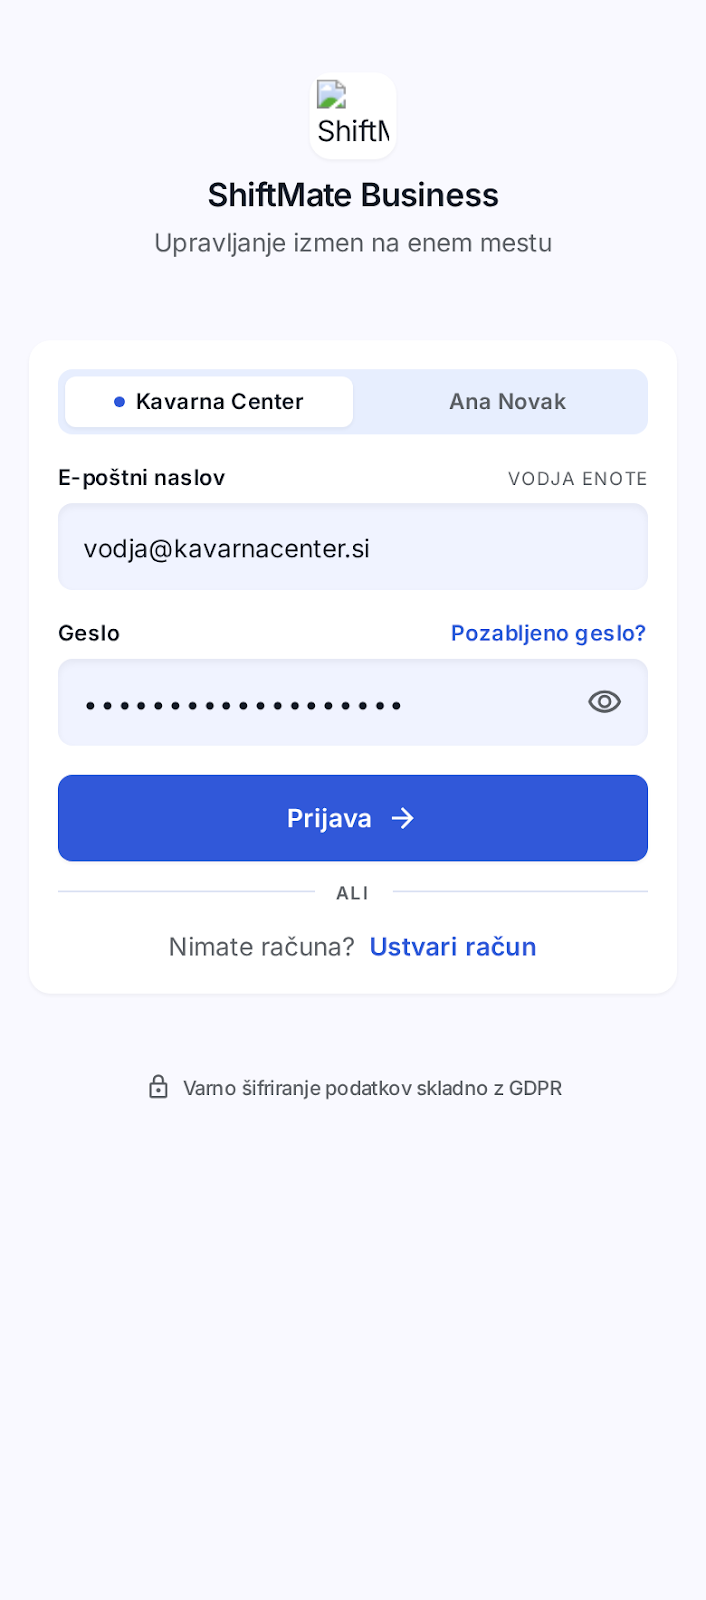 ShiftM
ShiftMate Business
Upravljanje izmen na enem mestu
Kavarna Center
Ana Novak
E-poštni naslov
VODJA ENOTE
vodja@kavarnacenter.si
Geslo
Pozabljeno geslo?
•••••••••••••••••••
Prijava →
ALI
Nimate računa? Ustvari račun
Varno šifriranje podatkov skladno z GDPR